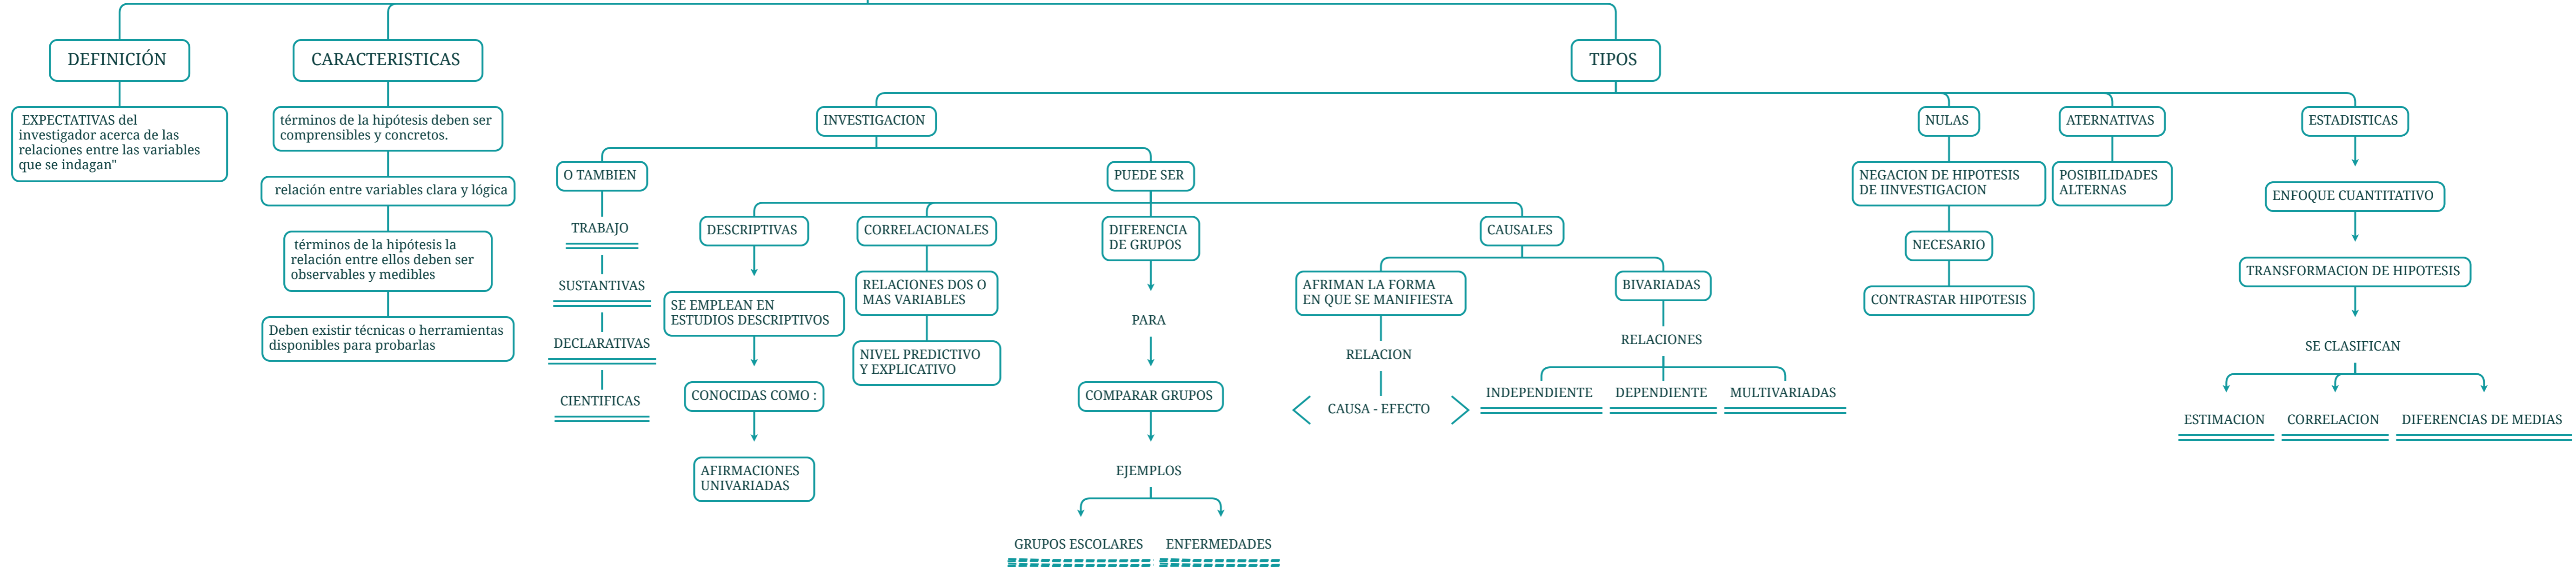 DEFINICIÓN
CARACTERISTICAS
TIPOS
EXPECTATIVAS del
investigador acerca de las
relaciones entre las variables
que se indagan"
términos de la hipótesis deben ser
comprensibles y concretos.
relación entre variables clara y lógica
términos de la hipótesis la
relación entre ellos deben ser
observables y medibles
Deben existir técnicas o herramientas
disponibles para probarlas
INVESTIGACION
O TAMBIEN
TRABAJO
SUSTANTIVAS
DECLARATIVAS
CIENTIFICAS
PUEDE SER
DESCRIPTIVAS
SE EMPLEAN EN
ESTUDIOS DESCRIPTIVOS
CONOCIDAS COMO :
AFIRMACIONES
UNIVARIADAS
CORRELACIONALES
RELACIONES DOS O
MAS VARIABLES
NIVEL PREDICTIVO
Y EXPLICATIVO
DIFERENCIA
DE GRUPOS
PARA
COMPARAR GRUPOS
EJEMPLOS
GRUPOS ESCOLARES
ENFERMEDADES
CAUSALES
AFRIMAN LA FORMA
EN QUE SE MANIFIESTA
RELACION
CAUSA - EFECTO
BIVARIADAS
RELACIONES
INDEPENDIENTE
DEPENDIENTE
MULTIVARIADAS
NULAS
NEGACION DE HIPOTESIS
DE IINVESTIGACION
NECESARIO
CONTRASTAR HIPOTESIS
ATERNATIVAS
POSIBILIDADES
ALTERNAS
ESTADISTICAS
ENFOQUE CUANTITATIVO
TRANSFORMACION DE HIPOTESIS
SE CLASIFICAN
ESTIMACION
CORRELACION
DIFERENCIAS DE MEDIAS